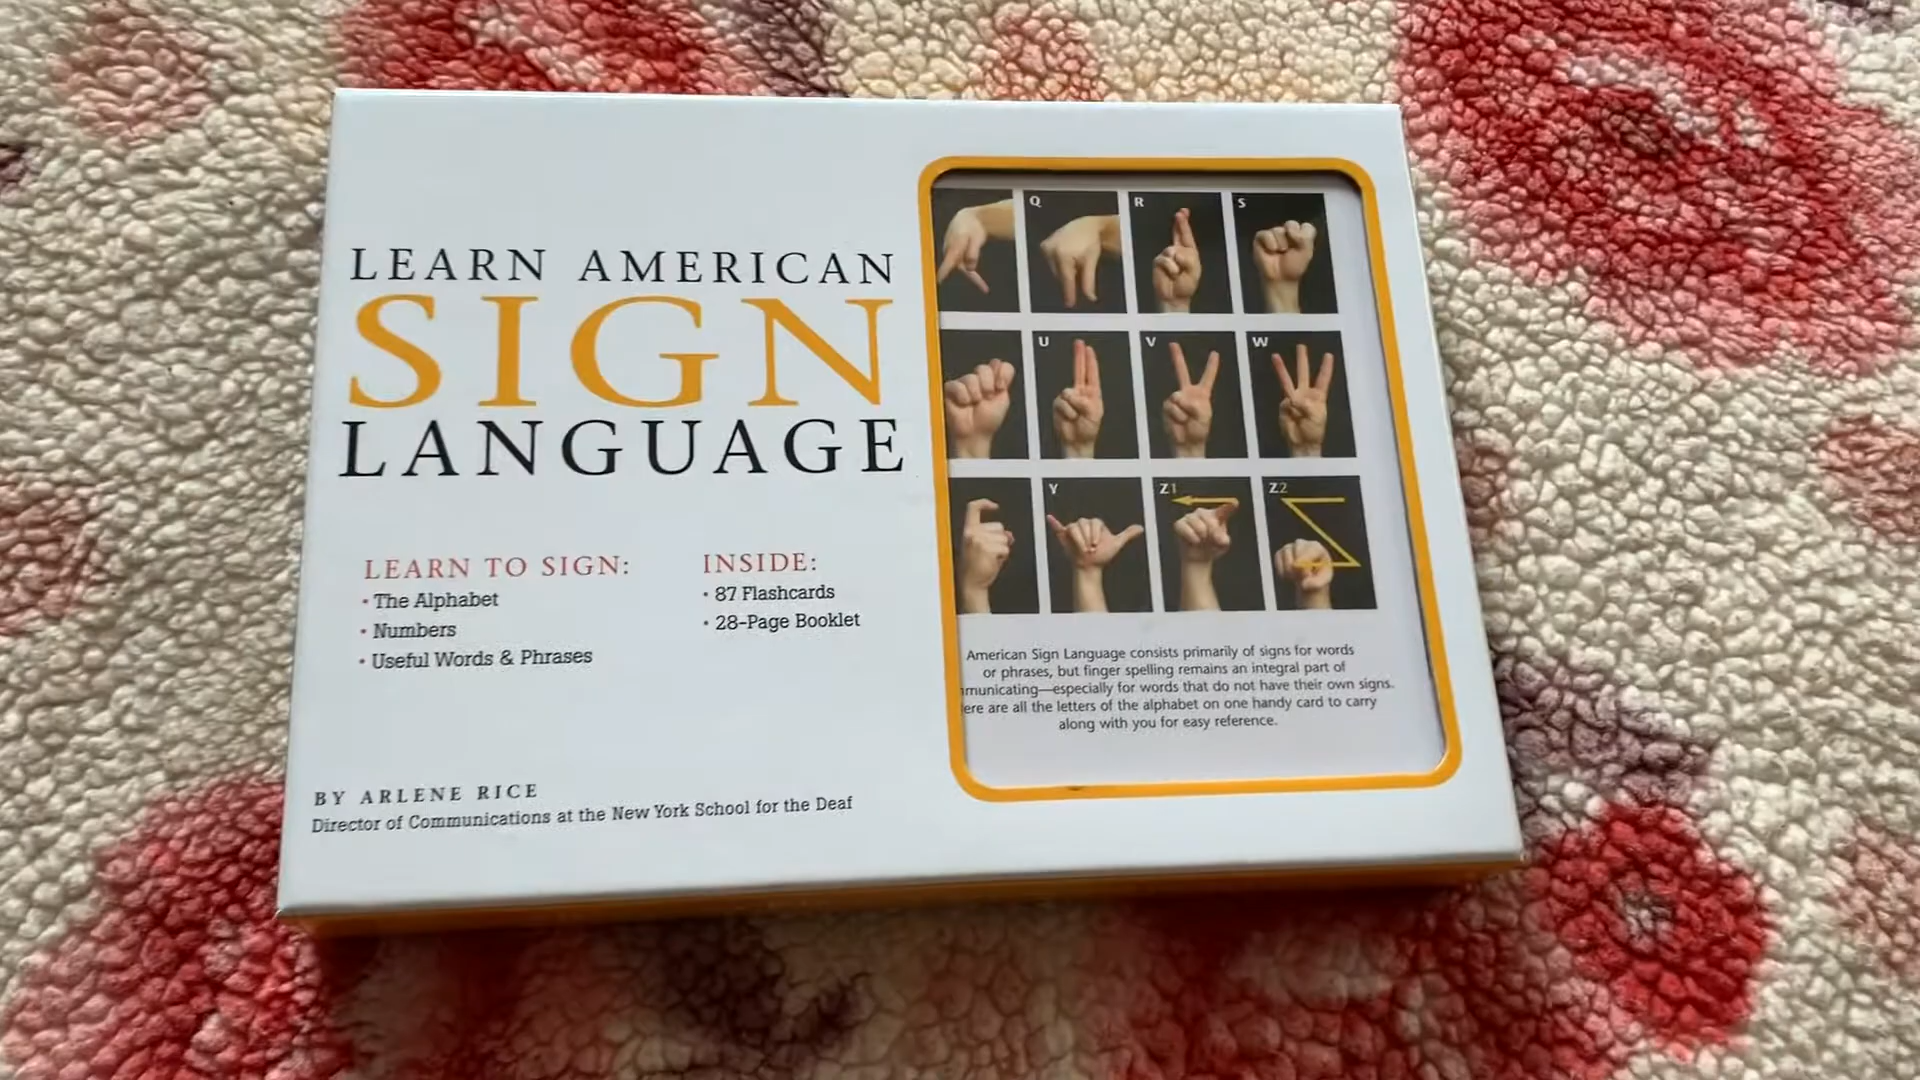 LEARN AMERICAN
SIGN
LANGUAGE
LEARN TO SIGN:
• The Alphabet
• Numbers
• Useful Words & Phrases
INSIDE:
• 87 Flashcards
• 28-Page Booklet
BY ARLENE RICE
Director of Communications at the New York School for the Deaf
Q R S
U V W
Y Z1 Z2
American Sign Language consists primarily of signs for words
or phrases, but finger spelling remains an integral part of
municating—especially for words that do not have their own signs.
ere are all the letters of the alphabet on one handy card to carry
along with you for easy reference.